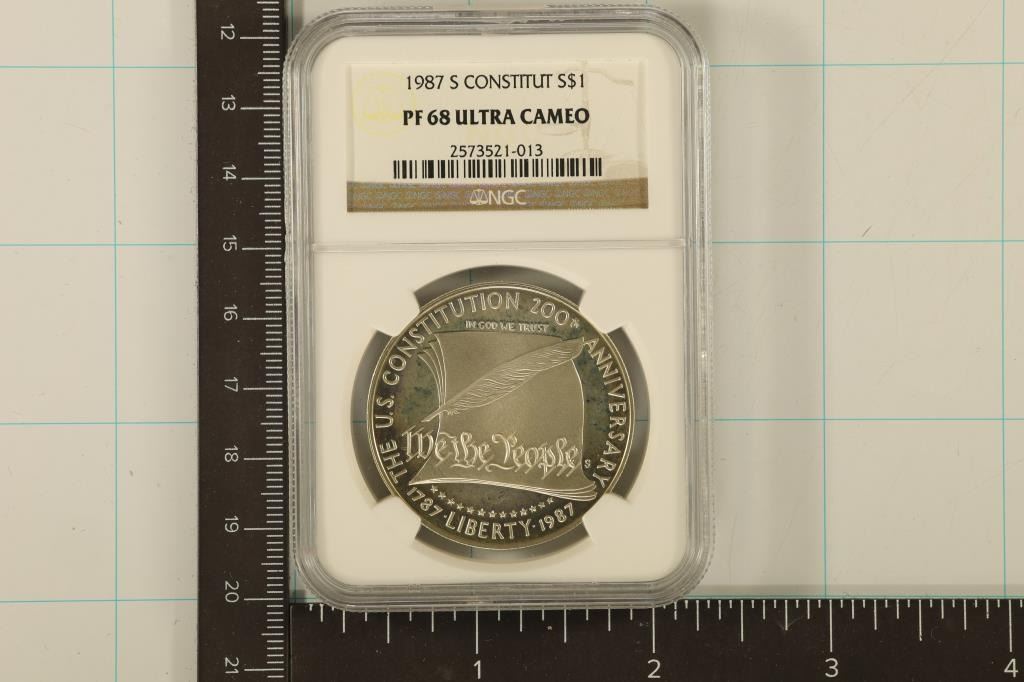 1987 S CONSTITUT S$1
PF 68 ULTRA CAMEO
2573521-013
NGC
THE U.S. CONSTITUTION 200TH ANNIVERSARY
IN GOD WE TRUST
We the People
S
1787·LIBERTY·1987
12
13
14
15
16
17
18
19
20
21
1 2 3 4